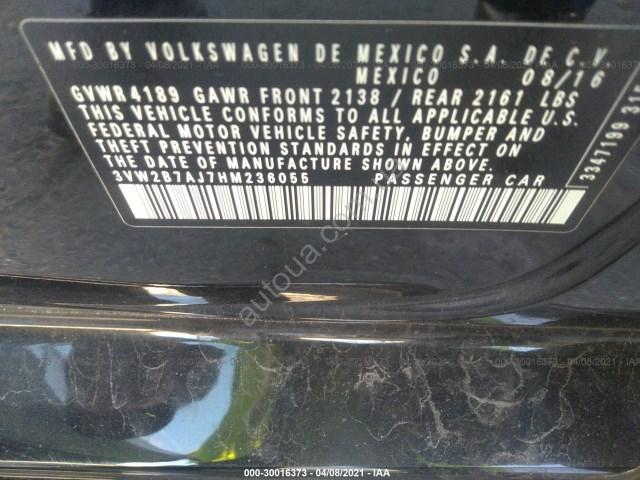 MFD BY VOLKSWAGEN DE MEXICO S.A. DE C.V.
MEXICO 08/16
GVWR 4189 GAWR FRONT 2138 / REAR 2161 LBS
THIS VEHICLE CONFORMS TO ALL APPLICABLE U.S.
FEDERAL MOTOR VEHICLE SAFETY, BUMPER AND
THEFT PREVENTION STANDARDS IN EFFECT ON
THE DATE OF MANUFACTURE SHOWN ABOVE.
3VW2B7AJ7HM236055 PASSENGER CAR
3347199
autoua.com
000-30016373 - 04/08/2021 - IAA